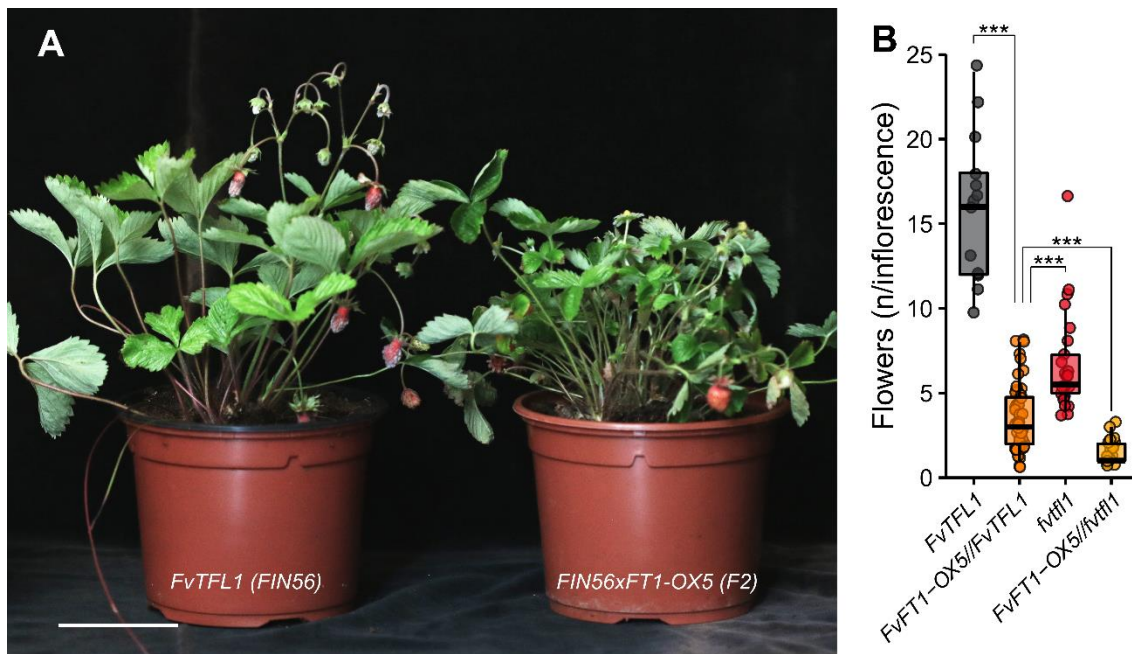 A
FvTFL1 (FIN56)
FIN56xFT1-OX5 (F2)
B
***
25
20
15
10
5
0
Flowers (n/inflorescence)
***
***
FvTFL1
FvFT1-OX5//FvTFL1
fvtfl1
FvFT1-OX5//fvtfl1